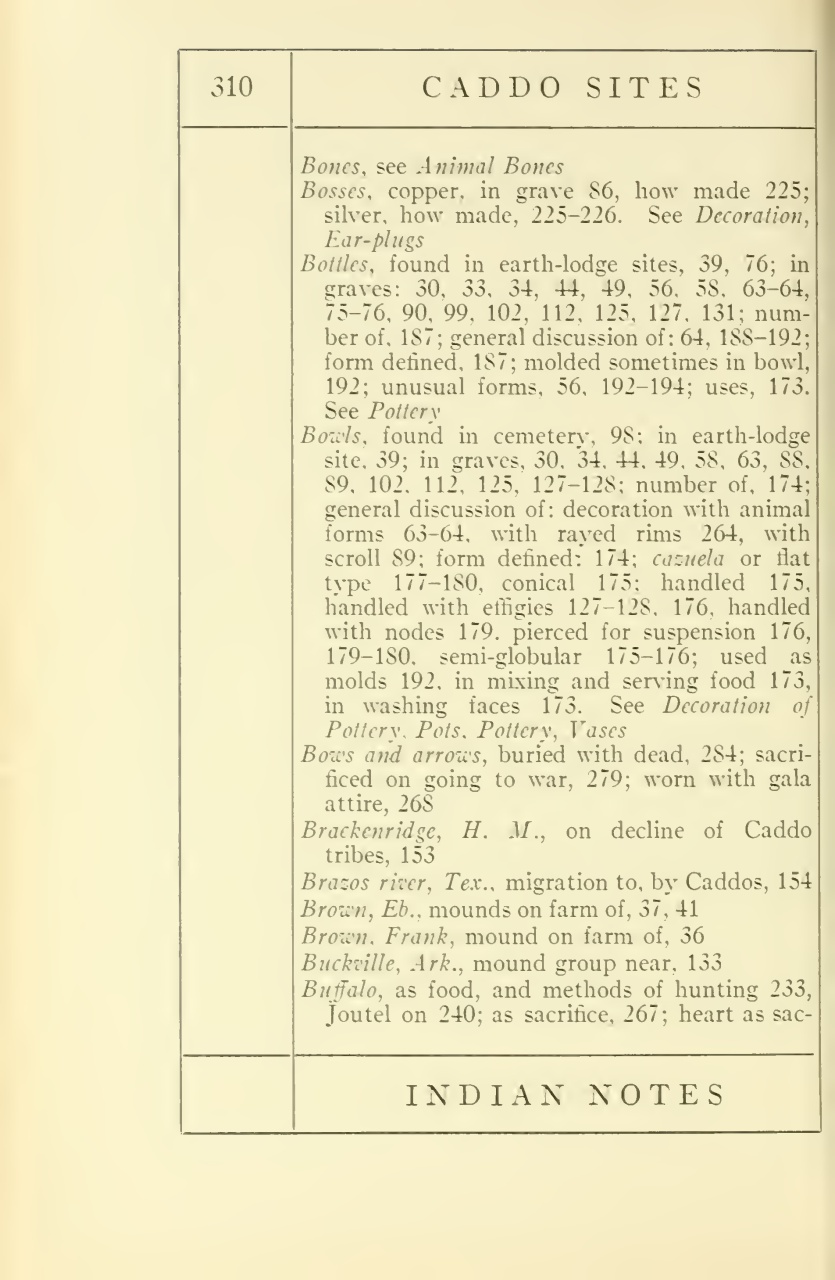 310
CADDO SITES
Bones, see Animal Bones
Bosses, copper, in grave 86, how made 225;
silver, how made, 225–226. See Decoration,
Ear-plugs
Bottles, found in earth-lodge sites, 39, 76; in
graves: 30, 33, 34, 44, 49, 56, 58, 63–64,
75–76, 90, 99, 102, 112, 125, 127, 131; num-
ber of, 187; general discussion of: 64, 188–192;
form defined, 187; molded sometimes in bowl,
192; unusual forms, 56, 192–194; uses, 173.
See Pottery
Bowls, found in cemetery, 98; in earth-lodge
site, 39; in graves, 30, 34, 44, 49, 58, 63, 88,
89, 102, 112, 125, 127–128; number of, 174;
general discussion of: decoration with animal
forms 63–64, with rayed rims 264, with
scroll 89; form defined: 174; cazuela or flat
type 177–180, conical 175; handled 175,
handled with effigies 127–128, 176, handled
with nodes 179, pierced for suspension 176,
179–180, semi-globular 175–176; used as
molds 192, in mixing and serving food 173,
in washing faces 173. See Decoration of
Pottery, Pots, Pottery, Vases
Bows and arrows, buried with dead, 284; sacri-
ficed on going to war, 279; worn with gala
attire, 268
Brackenridge, H. M., on decline of Caddo
tribes, 153
Brazos river, Tex., migration to, by Caddos, 154
Brown, Eb., mounds on farm of, 37, 41
Brown, Frank, mound on farm of, 36
Buckville, Ark., mound group near, 133
Buffalo, as food, and methods of hunting 233,
Joutel on 240; as sacrifice, 267; heart as sac-
INDIAN NOTES